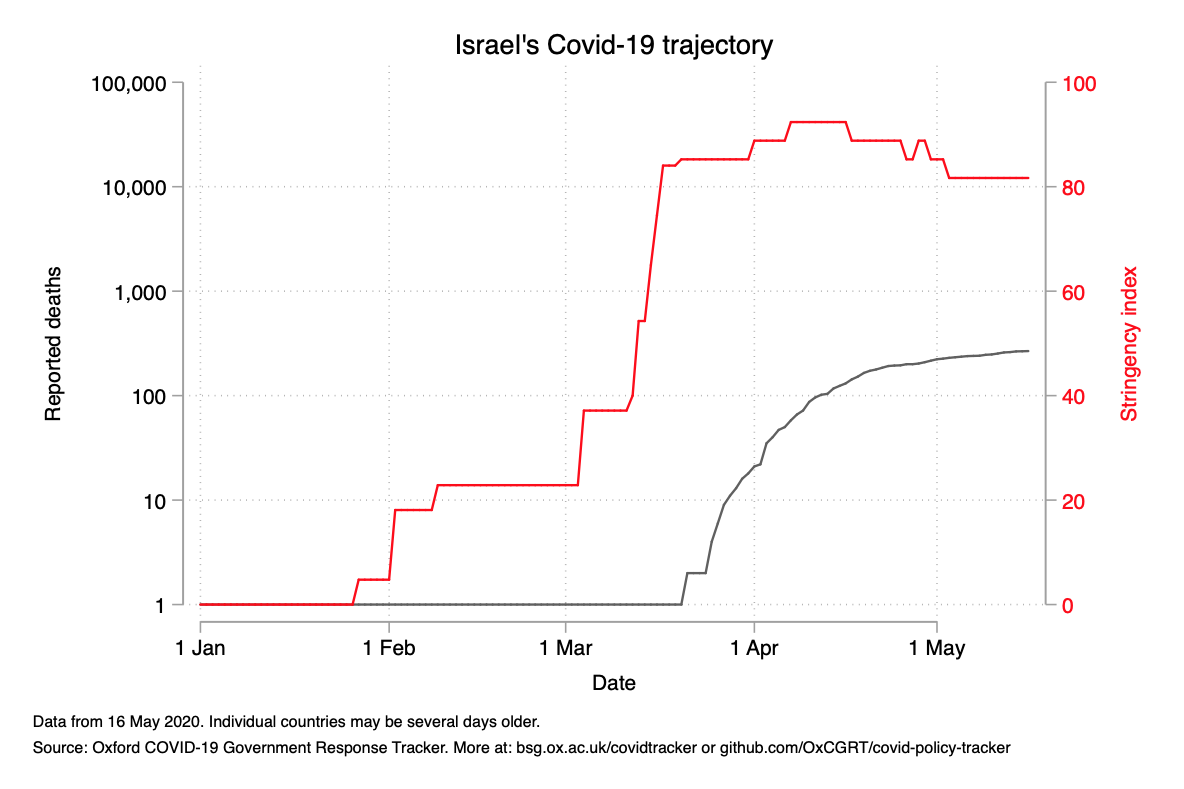 Israel's Covid-19 trajectory
100,000
10,000
1,000
100
10
1
Reported deaths
100
80
60
40
20
0
Stringency index
1 Jan
1 Feb
1 Mar
1 Apr
1 May
Date
Data from 16 May 2020. Individual countries may be several days older.
Source: Oxford COVID-19 Government Response Tracker. More at: bsg.ox.ac.uk/covidtracker or github.com/OxCGRT/covid-policy-tracker